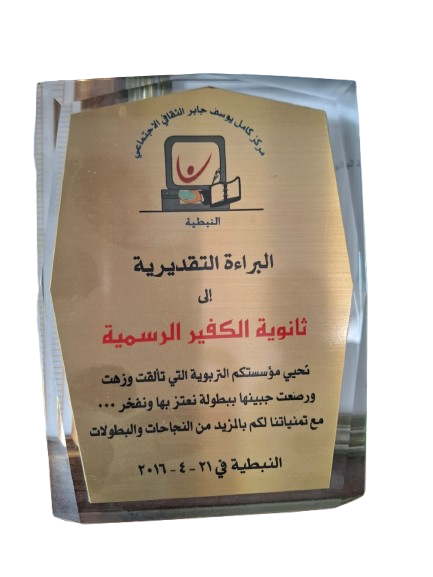 مركز كامل يوسف جابر الثقافي الاجتماعي
النبطية
البراءة التقديرية
إلى
ثانوية الكفير الرسمية
نحيي مؤسستكم التربوية التي تألقت وزهت
ورصعت جبينها ببطولة نعتز بها ونفخر ...
مع تمنياتنا لكم بالمزيد من النجاحات والبطولات
النبطية في ٢١ - ٤ - ٢٠١٦